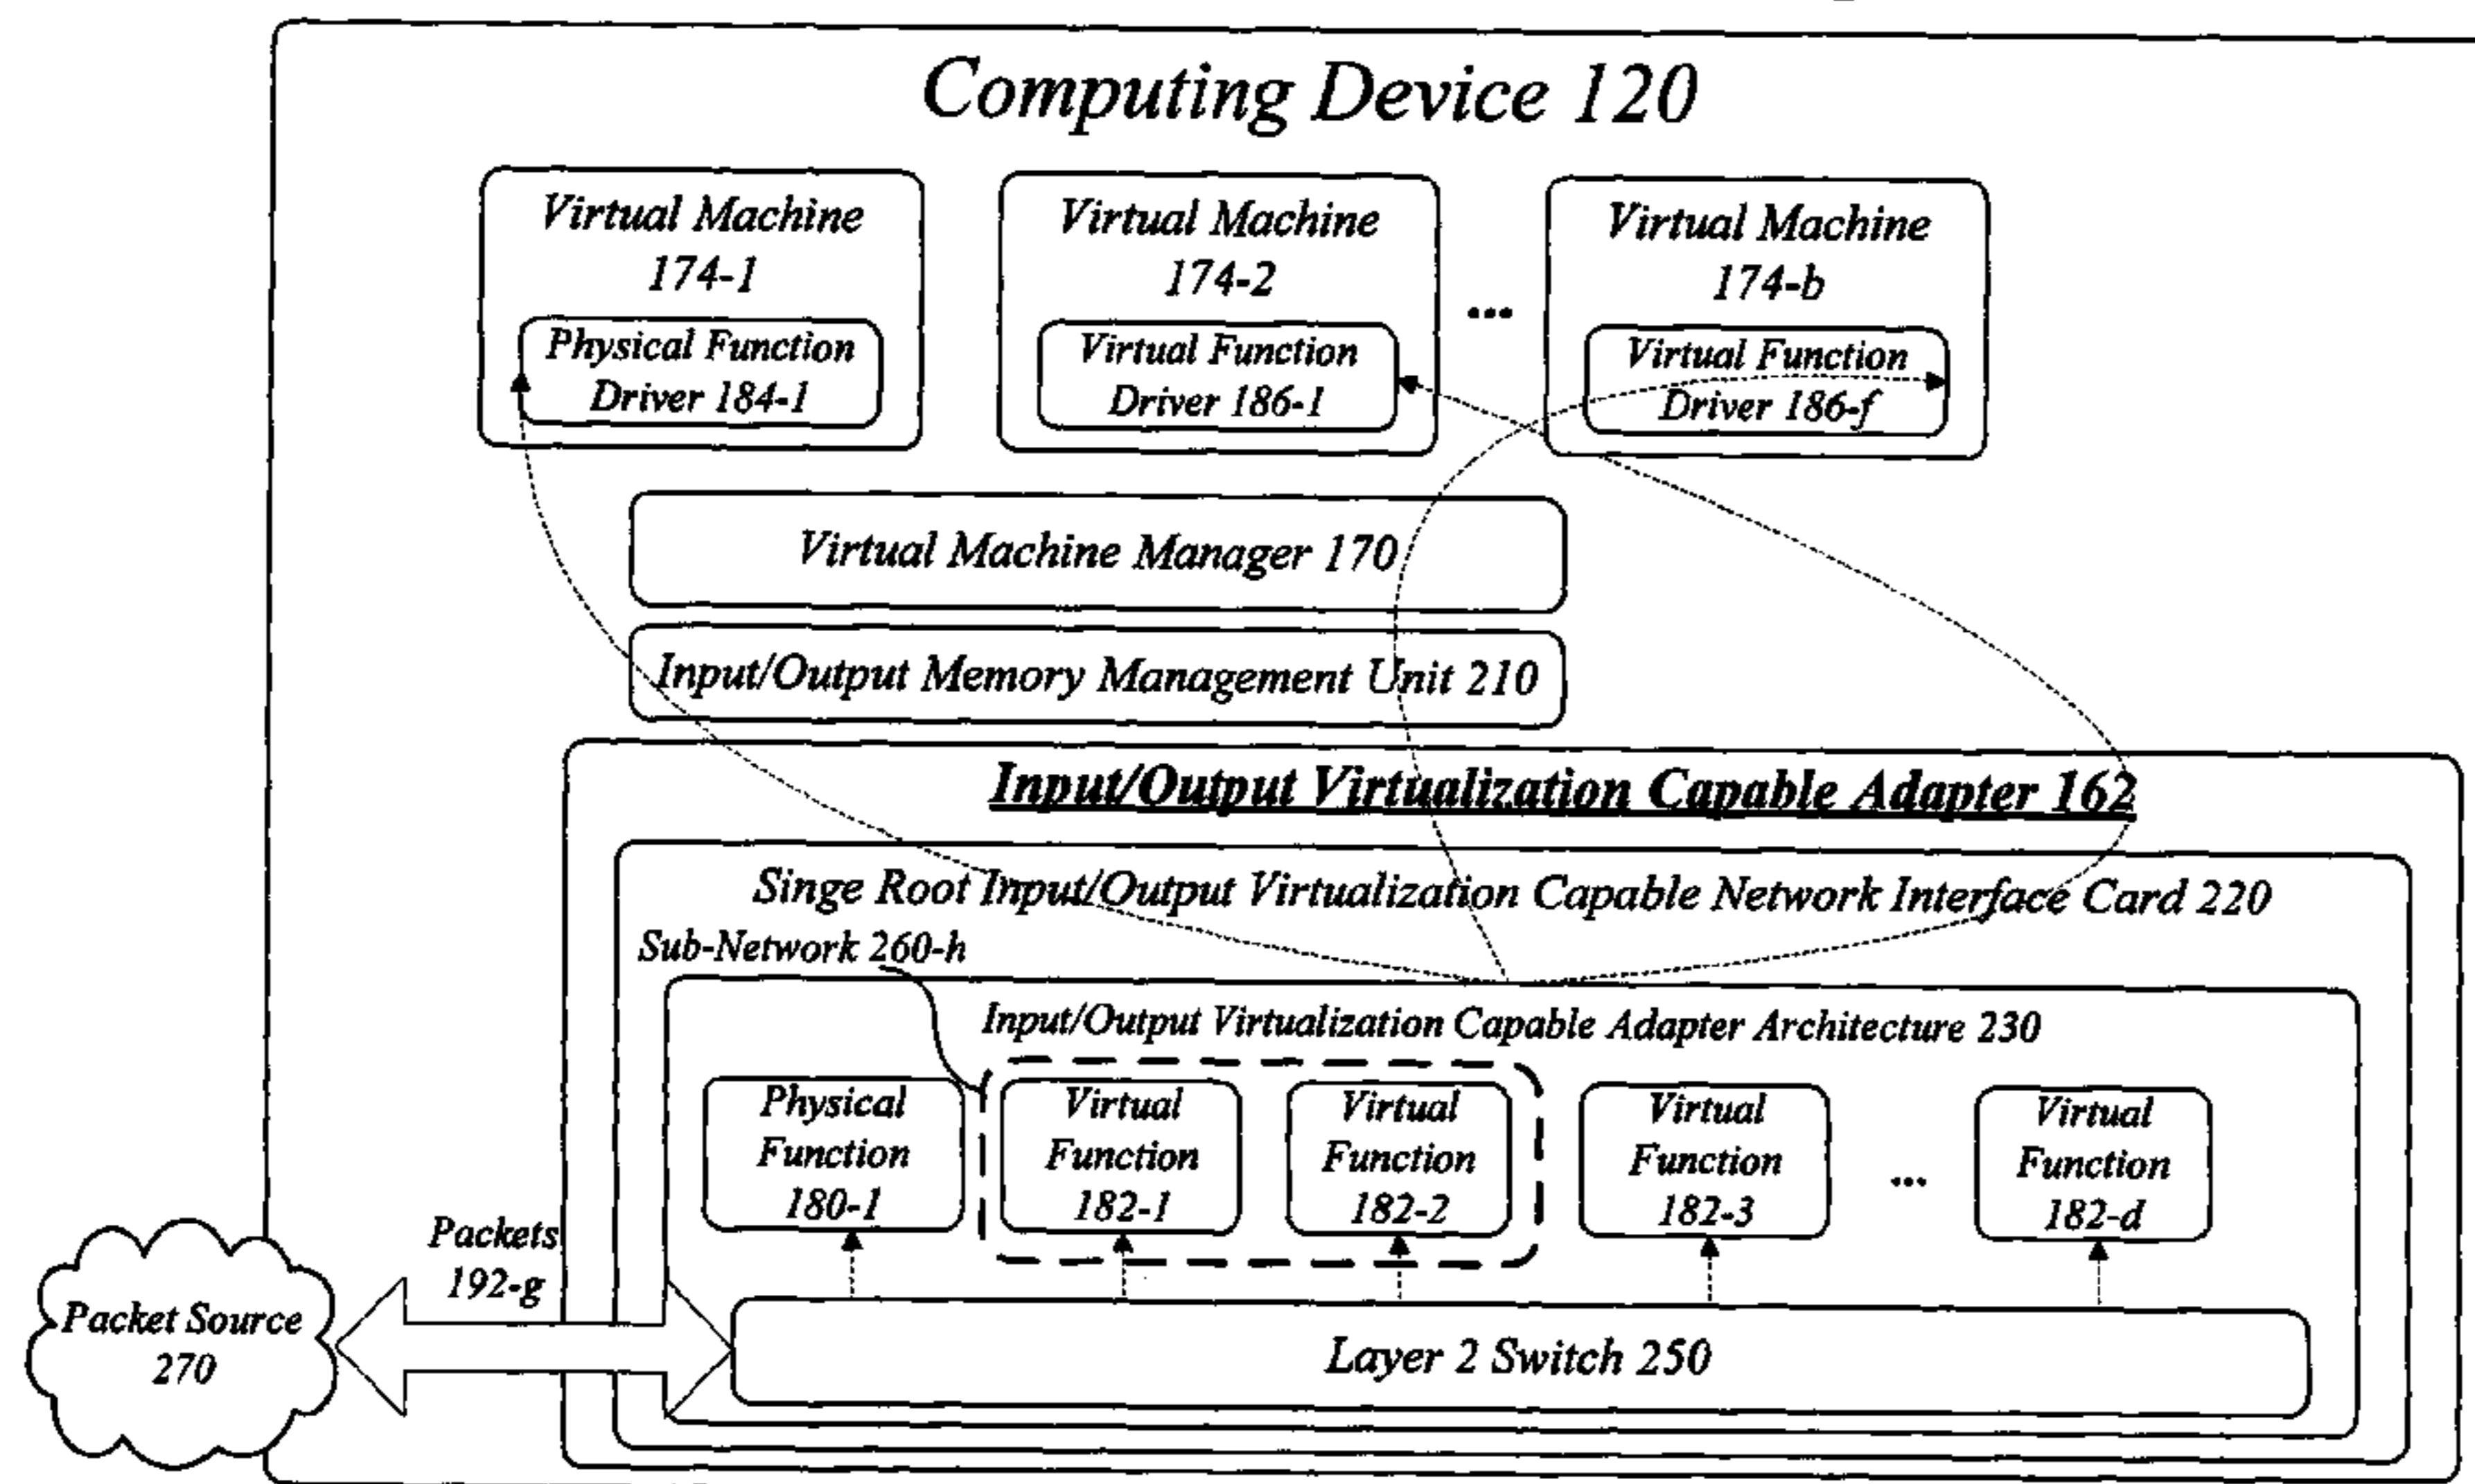 Computing Device 120
Virtual Machine
174-1
Physical Function
Driver 184-1
Virtual Machine
174-2
Virtual Function
Driver 186-1
...
Virtual Machine
174-b
Virtual Function
Driver 186-f
Virtual Machine Manager 170
Input/Output Memory Management Unit 210
Input/Output Virtualization Capable Adapter 162
Singe Root Input/Output Virtualization Capable Network Interface Card 220
Sub-Network 260-h
Input/Output Virtualization Capable Adapter Architecture 230
Physical
Function
180-1
Virtual
Function
182-1
Virtual
Function
182-2
Virtual
Function
182-3
...
Virtual
Function
182-d
Packets
192-g
Packet Source
270
Layer 2 Switch 250